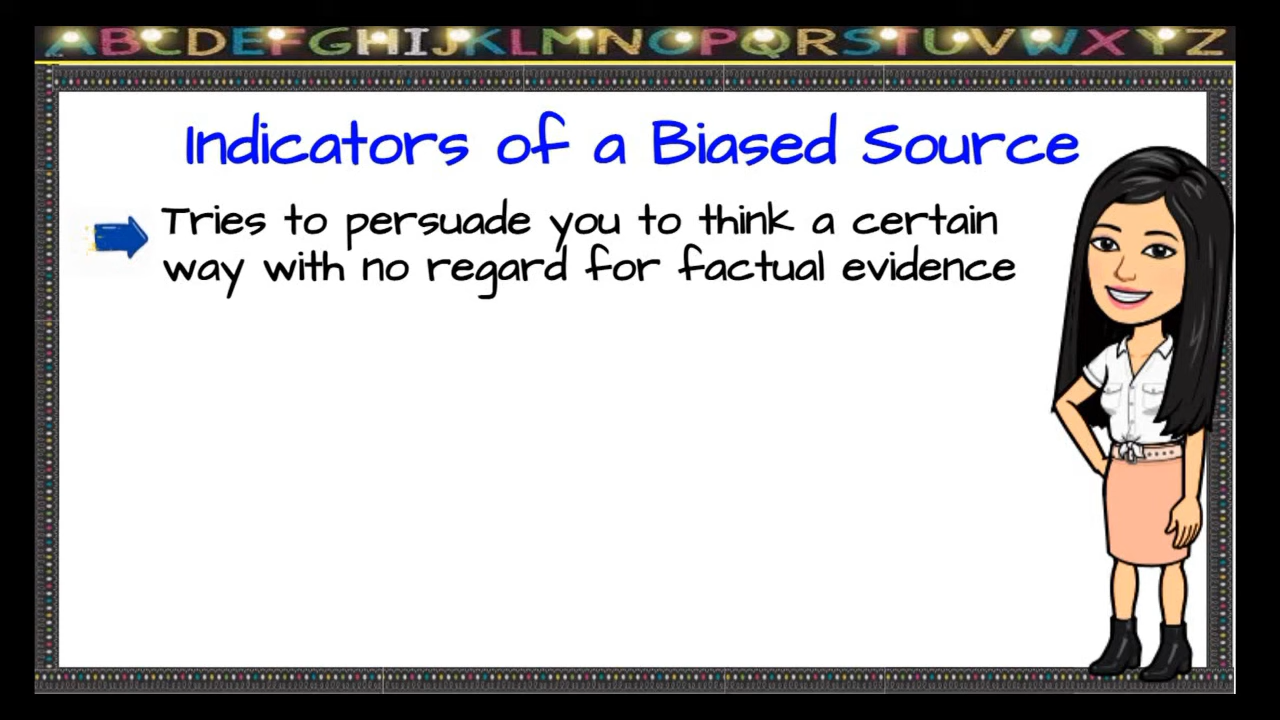 ABCDEFGHIJKLMNOPQRSTUVWXYZ
Indicators of a Biased Source
Tries to persuade you to think a certain
way with no regard for factual evidence